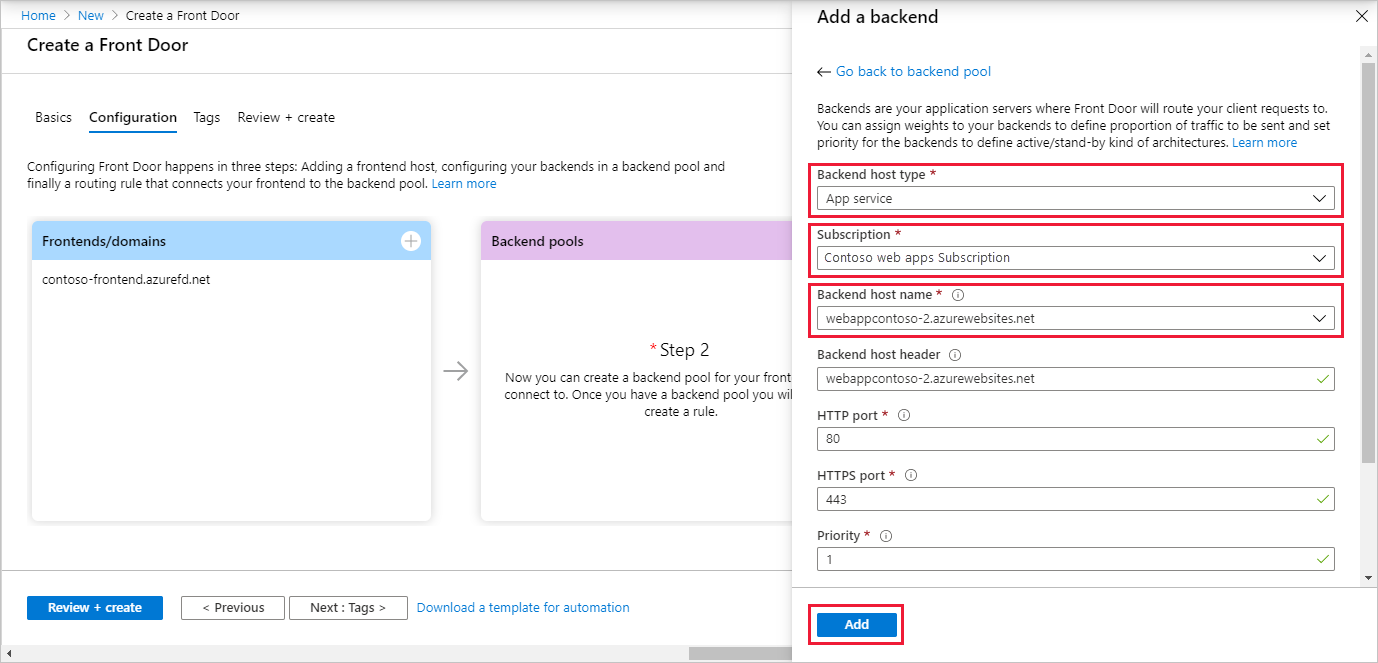 Home > New > Create a Front Door
Create a Front Door
Basics Configuration Tags Review + create
Configuring Front Door happens in three steps: Adding a frontend host, configuring your backends in a backend pool and
finally a routing rule that connects your frontend to the backend pool. Learn more
Frontends/domains
contoso-frontend.azurefd.net
Backend pools
* Step 2
Now you can create a backend pool for your front
connect to. Once you have a backend pool you wil
create a rule.
Review + create < Previous Next : Tags > Download a template for automation
Add a backend
Go back to backend pool
Backends are your application servers where Front Door will route your client requests to.
You can assign weights to your backends to define proportion of traffic to be sent and set
priority for the backends to define active/stand-by kind of architectures. Learn more
Backend host type *
App service
Subscription *
Contoso web apps Subscription
Backend host name *
webappcontoso-2.azurewebsites.net
Backend host header
webappcontoso-2.azurewebsites.net
HTTP port *
80
HTTPS port *
443
Priority *
1
Add